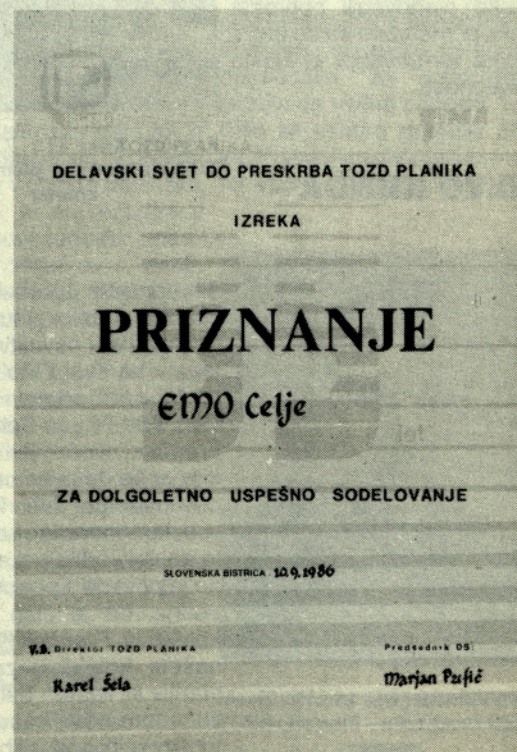 DELAVSKI SVET DO PRESKRBA TOZD PLANIKA
IZREKA
PRIZNANJE
EMO Celje
ZA DOLGOLETNO USPEŠNO SODELOVANJE
SLOVENSKA BISTRICA 10.9.1986
V.D. Direktor TOZD PLANIKA
Predsednik DS:
Karel Šela
Marjan